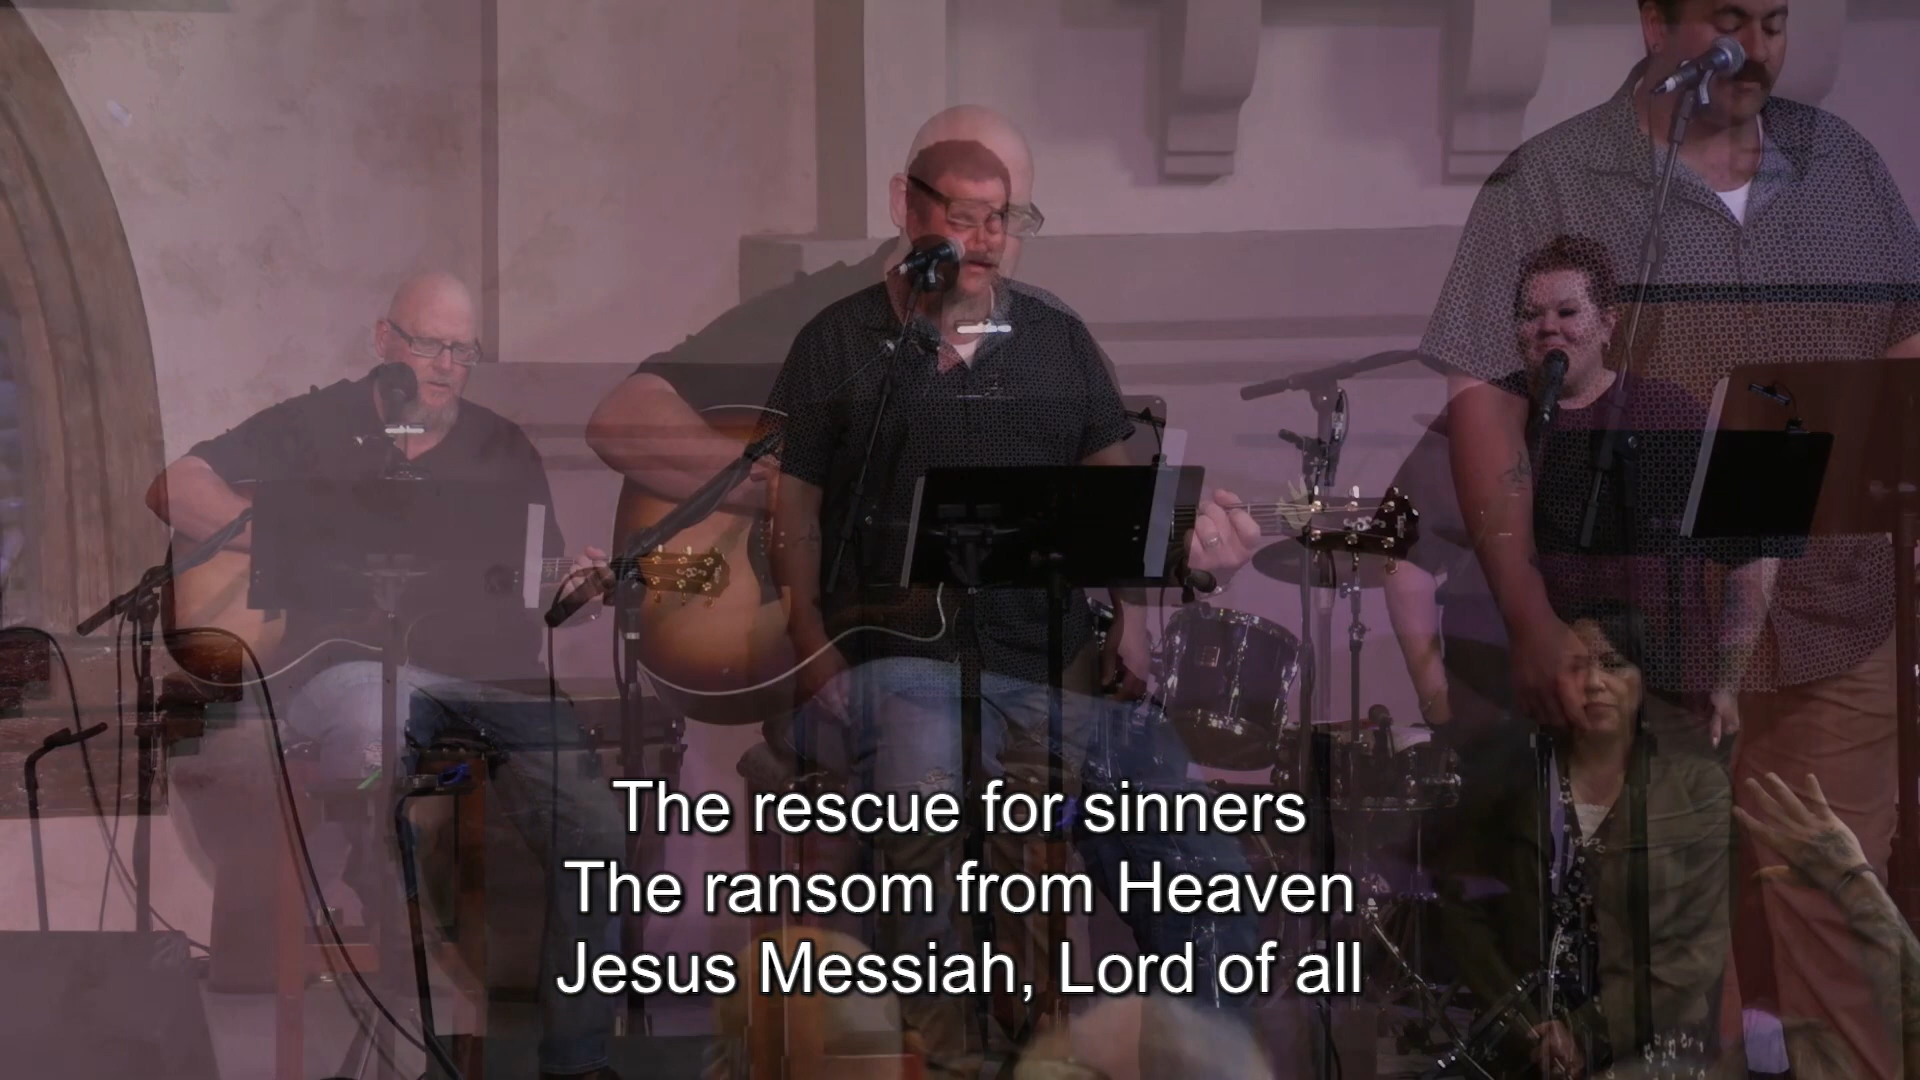 The rescue for sinners
The ransom from Heaven
Jesus Messiah, Lord of all